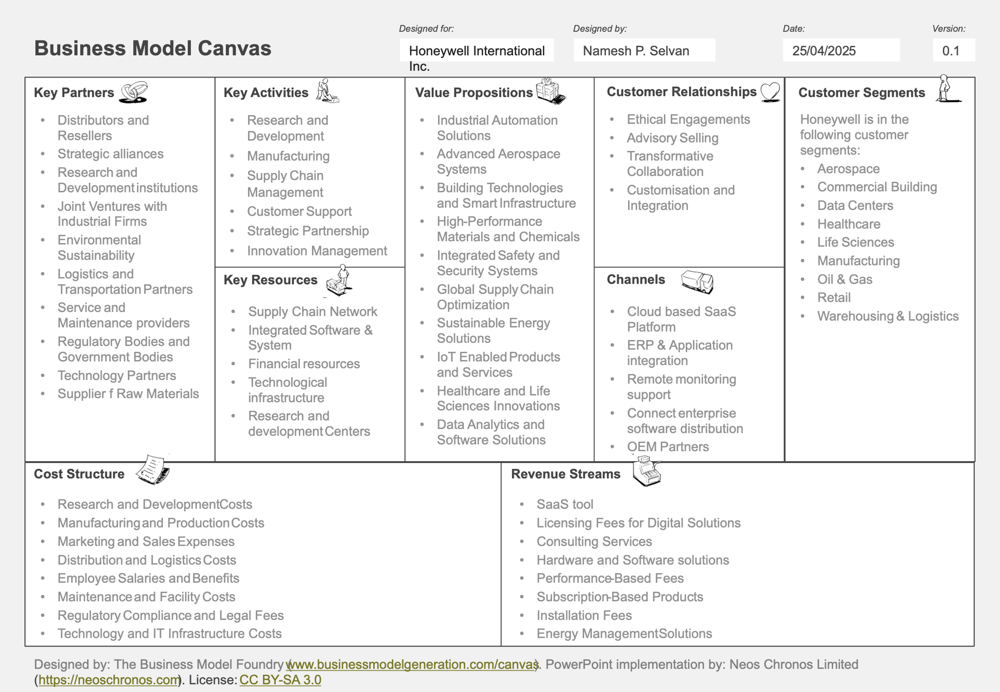 Designed for:
Designed by:
Date:
Version:
Business Model Canvas
Honeywell International
Inc.
Namesh P. Selvan
25/04/2025
0.1
Key Partners
• Distributors and
Resellers
• Strategic alliances
• Research and
Development institutions
• Joint Ventures with
Industrial Firms
• Environmental
Sustainability
• Logistics and
Transportation Partners
• Service and
Maintenance providers
• Regulatory Bodies and
Government Bodies
• Technology Partners
• Supplier f Raw Materials
Key Activities
• Research and
Development
• Manufacturing
• Supply Chain
Management
• Customer Support
• Strategic Partnership
• Innovation Management
Key Resources
• Supply Chain Network
• Integrated Software &
System
• Financial resources
• Technological
infrastructure
• Research and
development Centers
Value Propositions
• Industrial Automation
Solutions
• Advanced Aerospace
Systems
• Building Technologies
and Smart Infrastructure
• High-Performance
Materials and Chemicals
• Integrated Safety and
Security Systems
• Global Supply Chain
Optimization
• Sustainable Energy
Solutions
• IoT Enabled Products
and Services
• Healthcare and Life
Sciences Innovations
• Data Analytics and
Software Solutions
Customer Relationships
• Ethical Engagements
• Advisory Selling
• Transformative
Collaboration
• Customisation and
Integration
Channels
• Cloud based SaaS
Platform
• ERP & Application
integration
• Remote monitoring
support
• Connect enterprise
software distribution
• OEM Partners
Customer Segments
Honeywell is in the
following customer
segments:
• Aerospace
• Commercial Building
• Data Centers
• Healthcare
• Life Sciences
• Manufacturing
• Oil & Gas
• Retail
• Warehousing & Logistics
Cost Structure
• Research and Development Costs
• Manufacturing and Production Costs
• Marketing and Sales Expenses
• Distribution and Logistics Costs
• Employee Salaries and Benefits
• Maintenance and Facility Costs
• Regulatory Compliance and Legal Fees
• Technology and IT Infrastructure Costs
Revenue Streams
• SaaS tool
• Licensing Fees for Digital Solutions
• Consulting Services
• Hardware and Software solutions
• Performance-Based Fees
• Subscription-Based Products
• Installation Fees
• Energy Management Solutions
Designed by: The Business Model Foundry (www.businessmodelgeneration.com/canvas). PowerPoint implementation by: Neos Chronos Limited
(https://neoschronos.com). License: CC BY-SA 3.0